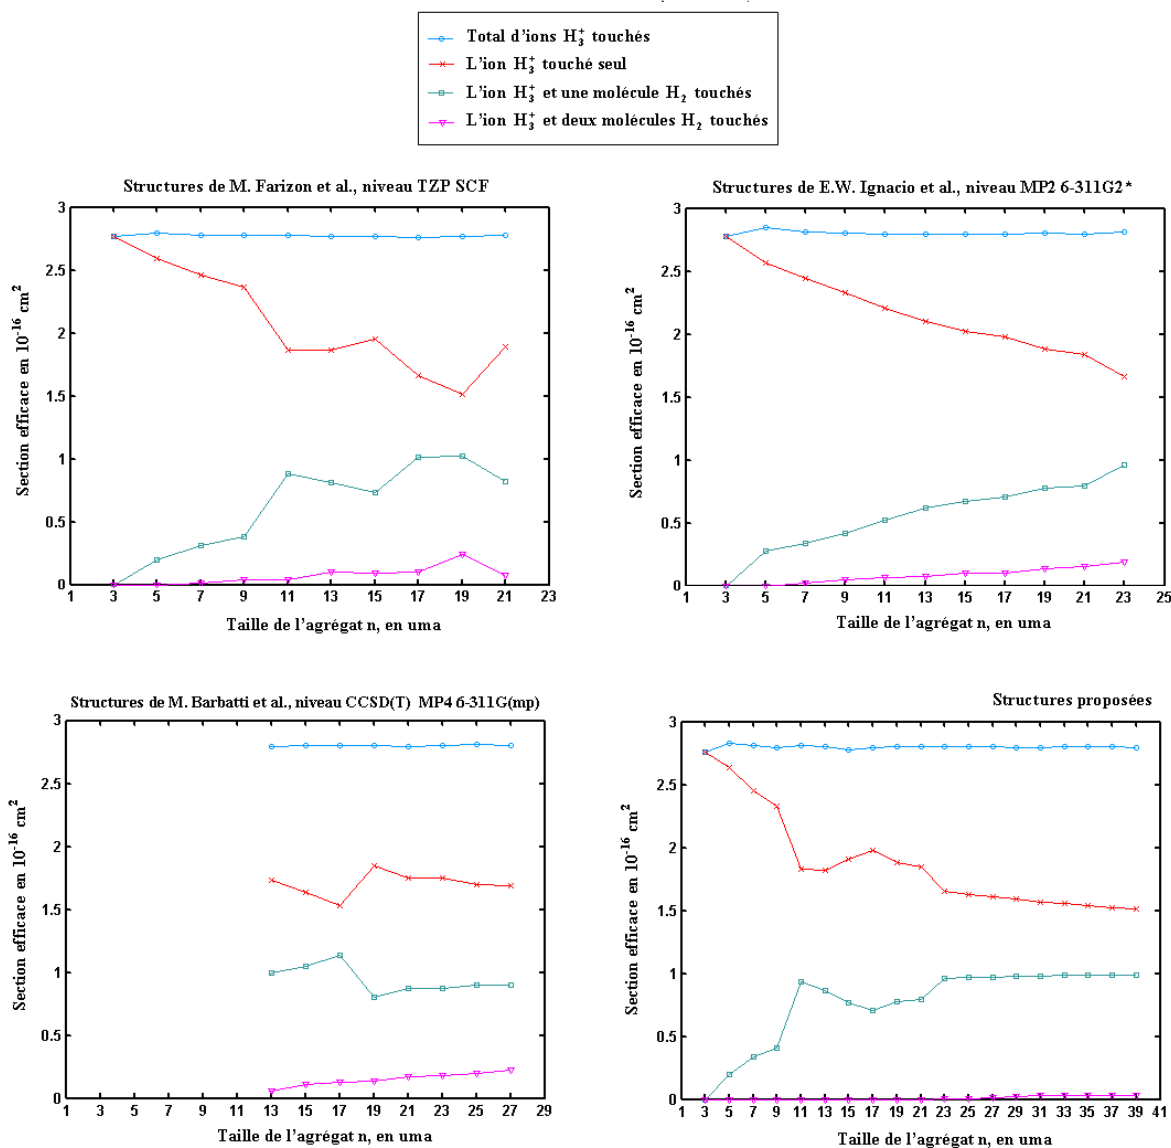 Total d'ions H₃⁺ touchés
L'ion H₃⁺ touché seul
L'ion H₃⁺ et une molécule H₂ touchés
L'ion H₃⁺ et deux molécules H₂ touchés
Structures de M. Farizon et al., niveau TZP SCF
3
2.5
2
1.5
1
0.5
0
Section efficace en 10⁻¹⁶ cm²
1 3 5 7 9 11 13 15 17 19 21 23
Taille de l'agrégat n, en uma
Structures de E.W. Ignacio et al., niveau MP2 6-311G2*
3
2.5
2
1.5
1
0.5
0
Section efficace en 10⁻¹⁶ cm²
1 3 5 7 9 11 13 15 17 19 21 23 25
Taille de l'agrégat n, en uma
Structures de M. Barbatti et al., niveau CCSD(T) MP4 6-311G(mp)
3
2.5
2
1.5
1
0.5
0
Section efficace en 10⁻¹⁶ cm²
1 3 5 7 9 11 13 15 17 19 21 23 25 27 29
Taille de l'agrégat n, en uma
Structures proposées
3
2.5
2
1.5
1
0.5
0
Section efficace en 10⁻¹⁶ cm²
1 3 5 7 9 11 13 15 17 19 21 23 25 27 29 31 33 35 37 39 41
Taille de l'agrégat n, en uma